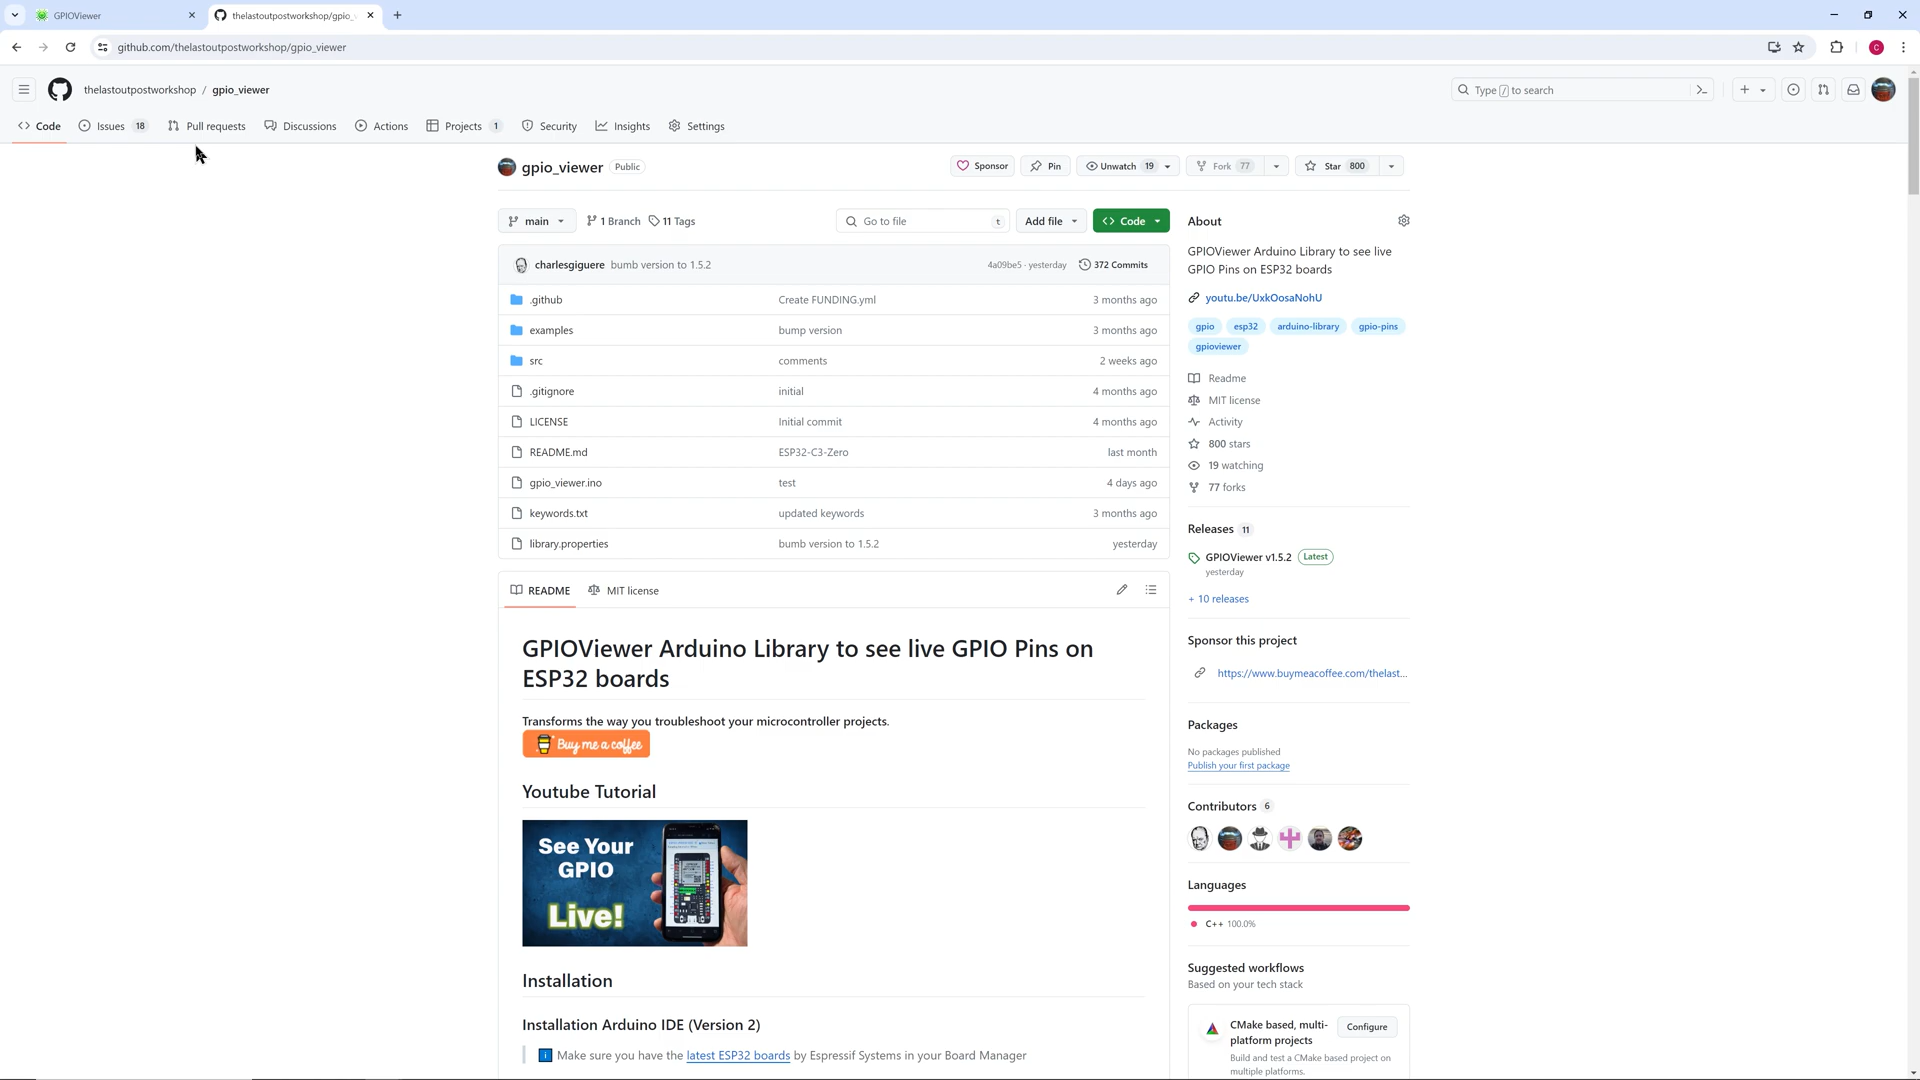 GPIOViewer
thelastoutpostworkshop/gpio_
github.com/thelastoutpostworkshop/gpio_viewer
C
thelastoutpostworkshop / gpio_viewer
Type / to search
Code
Issues 18
Pull requests
Discussions
Actions
Projects 1
Security
Insights
Settings
gpio_viewer Public
Sponsor
Pin
Unwatch 19
Fork 77
Star 800
main
1 Branch
11 Tags
Go to file t
Add file
<> Code
charlesgiguere bumb version to 1.5.2 4a09be5 · yesterday 372 Commits
.github Create FUNDING.yml 3 months ago
examples bump version 3 months ago
src comments 2 weeks ago
.gitignore initial 4 months ago
LICENSE Initial commit 4 months ago
README.md ESP32-C3-Zero last month
gpio_viewer.ino test 4 days ago
keywords.txt updated keywords 3 months ago
library.properties bumb version to 1.5.2 yesterday
README
MIT license
GPIOViewer Arduino Library to see live GPIO Pins on
ESP32 boards
Transforms the way you troubleshoot your microcontroller projects.
Buy me a coffee
Youtube Tutorial
See Your
GPIO
Live!
Installation
Installation Arduino IDE (Version 2)
Make sure you have the latest ESP32 boards by Espressif Systems in your Board Manager
About
GPIOViewer Arduino Library to see live
GPIO Pins on ESP32 boards
youtu.be/UxkOosaNohU
gpio esp32 arduino-library gpio-pins
gpioviewer
Readme
MIT license
Activity
800 stars
19 watching
77 forks
Releases 11
GPIOViewer v1.5.2 Latest
yesterday
+ 10 releases
Sponsor this project
https://www.buymeacoffee.com/thelast...
Packages
No packages published
Publish your first package
Contributors 6
Languages
C++ 100.0%
Suggested workflows
Based on your tech stack
CMake based, multi-
platform projects
Configure
Build and test a CMake based project on
multiple platforms.